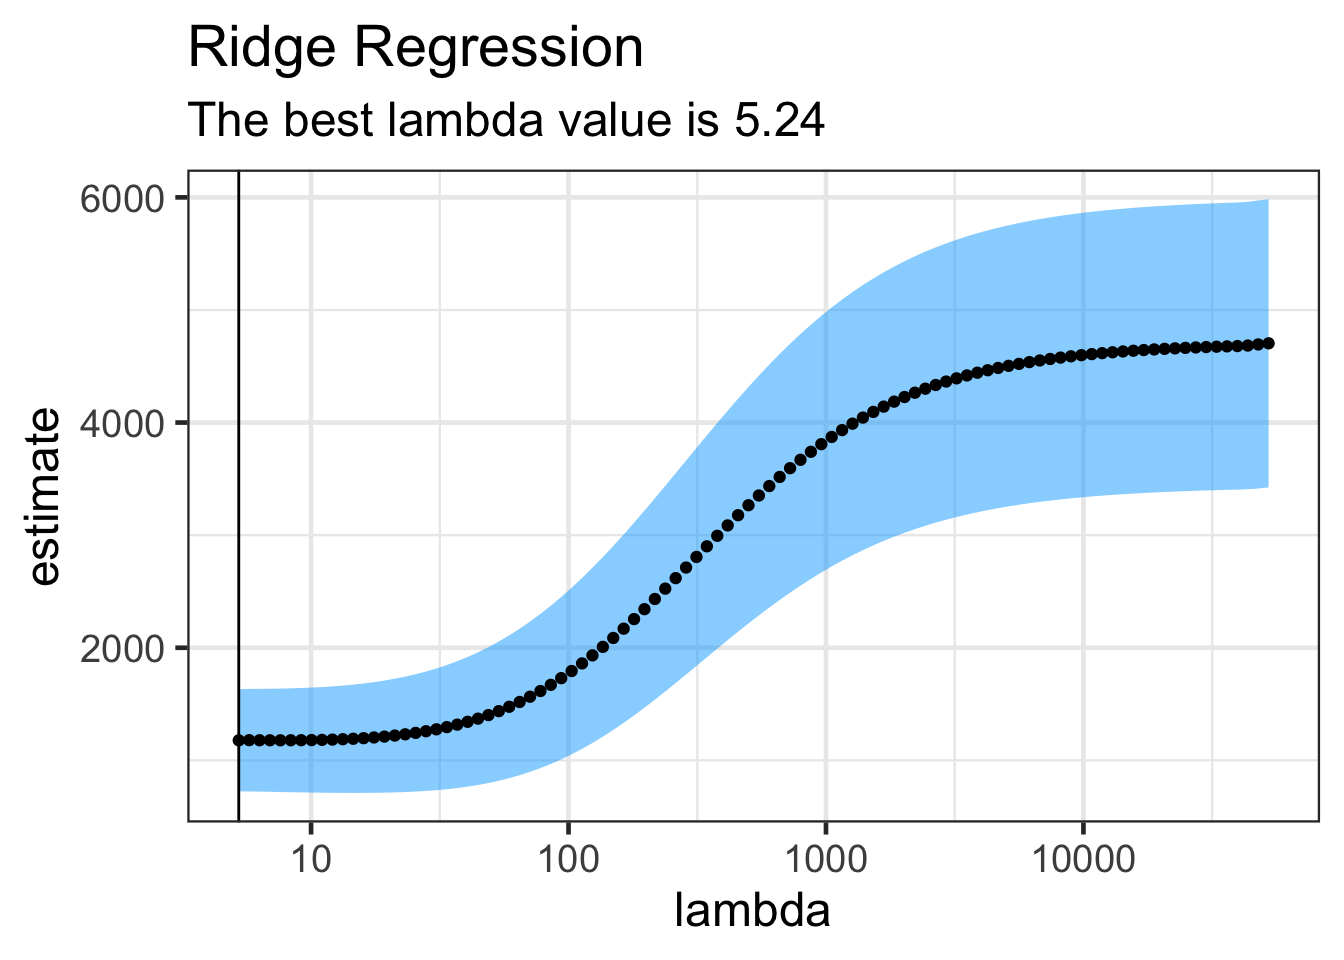 Ridge Regression
The best lambda value is 5.24
6000
4000
2000
estimate
10 100 1000 10000
lambda